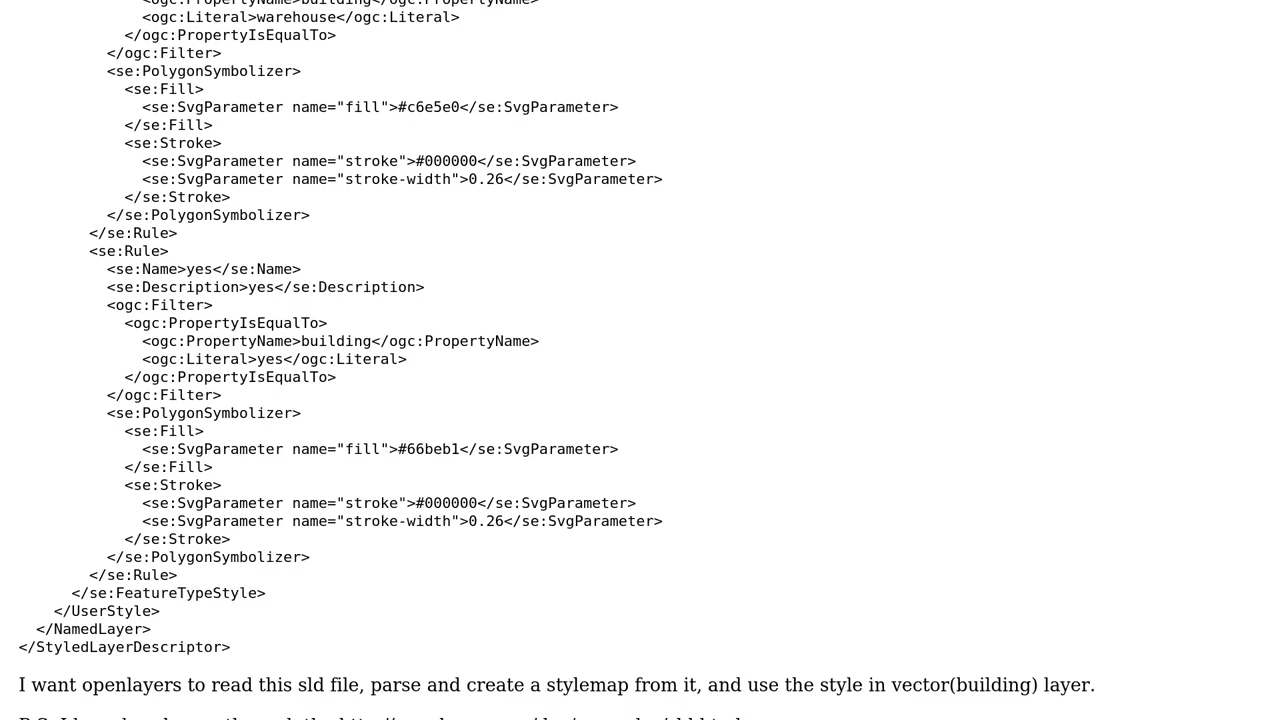 <ogc:PropertyName>building</ogc:PropertyName>
<ogc:Literal>warehouse</ogc:Literal>
</ogc:PropertyIsEqualTo>
</ogc:Filter>
<se:PolygonSymbolizer>
<se:Fill>
<se:SvgParameter name="fill">#c6e5e0</se:SvgParameter>
</se:Fill>
<se:Stroke>
<se:SvgParameter name="stroke">#000000</se:SvgParameter>
<se:SvgParameter name="stroke-width">0.26</se:SvgParameter>
</se:Stroke>
</se:PolygonSymbolizer>
</se:Rule>
<se:Rule>
<se:Name>yes</se:Name>
<se:Description>yes</se:Description>
<ogc:Filter>
<ogc:PropertyIsEqualTo>
<ogc:PropertyName>building</ogc:PropertyName>
<ogc:Literal>yes</ogc:Literal>
</ogc:PropertyIsEqualTo>
</ogc:Filter>
<se:PolygonSymbolizer>
<se:Fill>
<se:SvgParameter name="fill">#66beb1</se:SvgParameter>
</se:Fill>
<se:Stroke>
<se:SvgParameter name="stroke">#000000</se:SvgParameter>
<se:SvgParameter name="stroke-width">0.26</se:SvgParameter>
</se:Stroke>
</se:PolygonSymbolizer>
</se:Rule>
</se:FeatureTypeStyle>
</UserStyle>
</NamedLayer>
</StyledLayerDescriptor>
I want openlayers to read this sld file, parse and create a stylemap from it, and use the style in vector(building) layer.